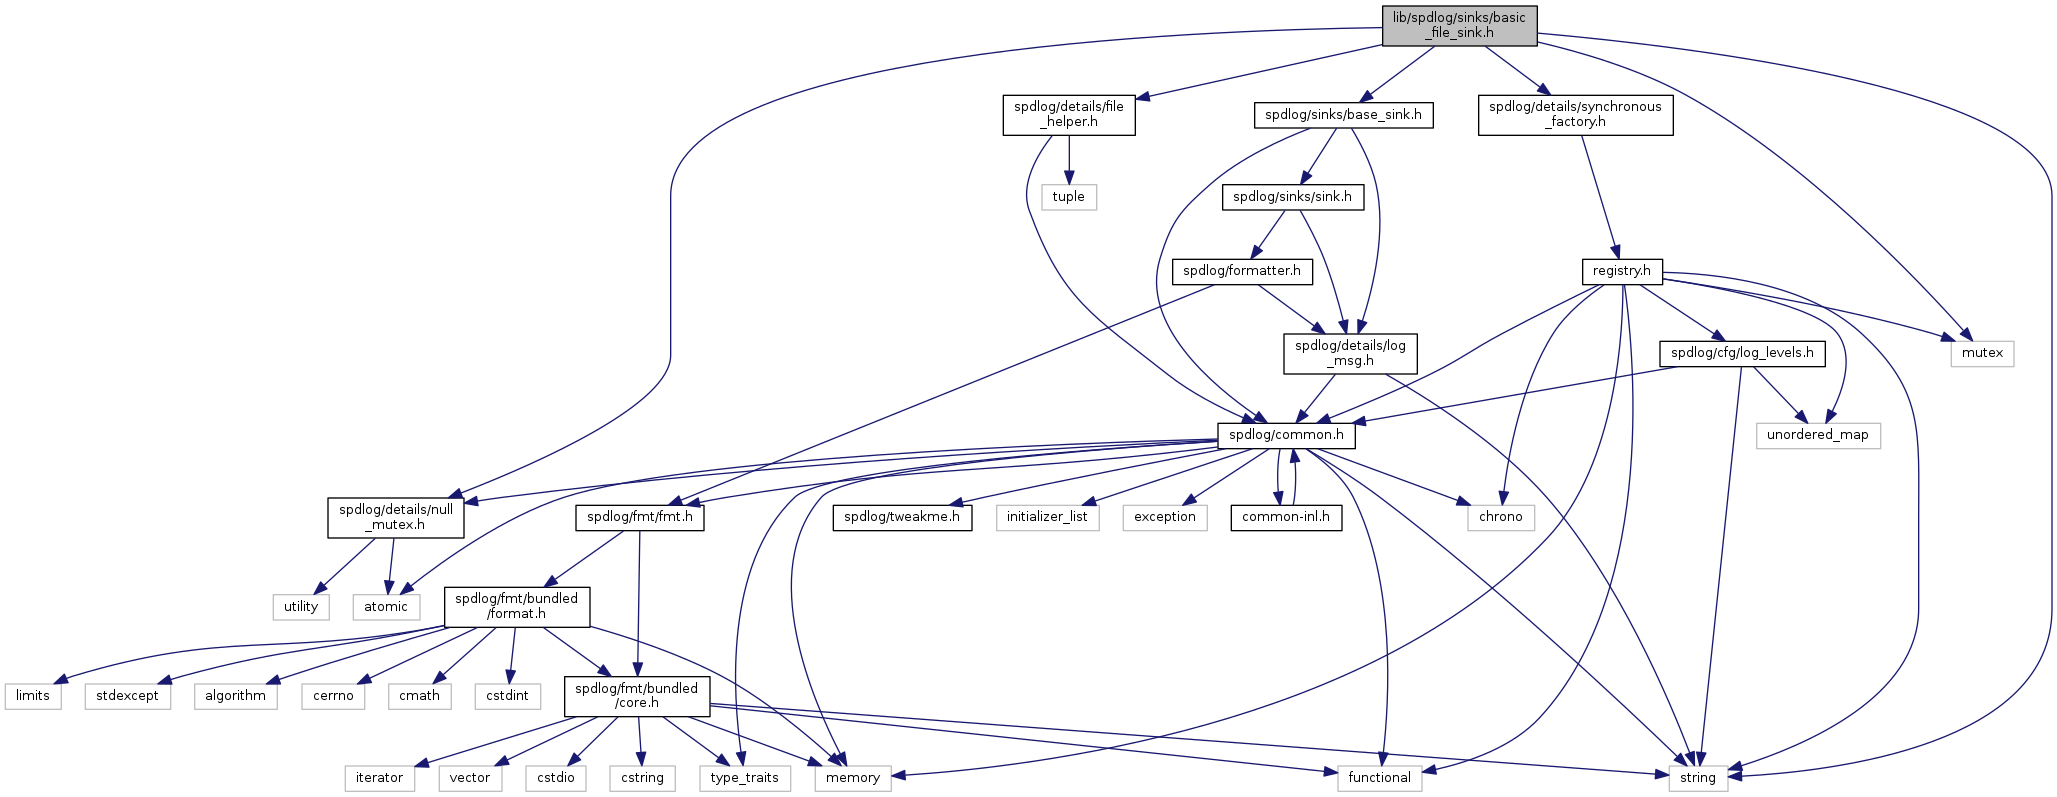 lib/spdlog/sinks/basic
_file_sink.h
spdlog/details/file
_helper.h
spdlog/sinks/base_sink.h
spdlog/details/synchronous
_factory.h
tuple
spdlog/sinks/sink.h
spdlog/formatter.h
registry.h
spdlog/details/log
_msg.h
spdlog/cfg/log_levels.h
mutex
spdlog/common.h
unordered_map
spdlog/details/null
_mutex.h
spdlog/fmt/fmt.h
spdlog/tweakme.h
initializer_list
exception
common-inl.h
chrono
utility
atomic
spdlog/fmt/bundled
/format.h
limits
stdexcept
algorithm
cerrno
cmath
cstdint
spdlog/fmt/bundled
/core.h
iterator
vector
cstdio
cstring
type_traits
memory
functional
string